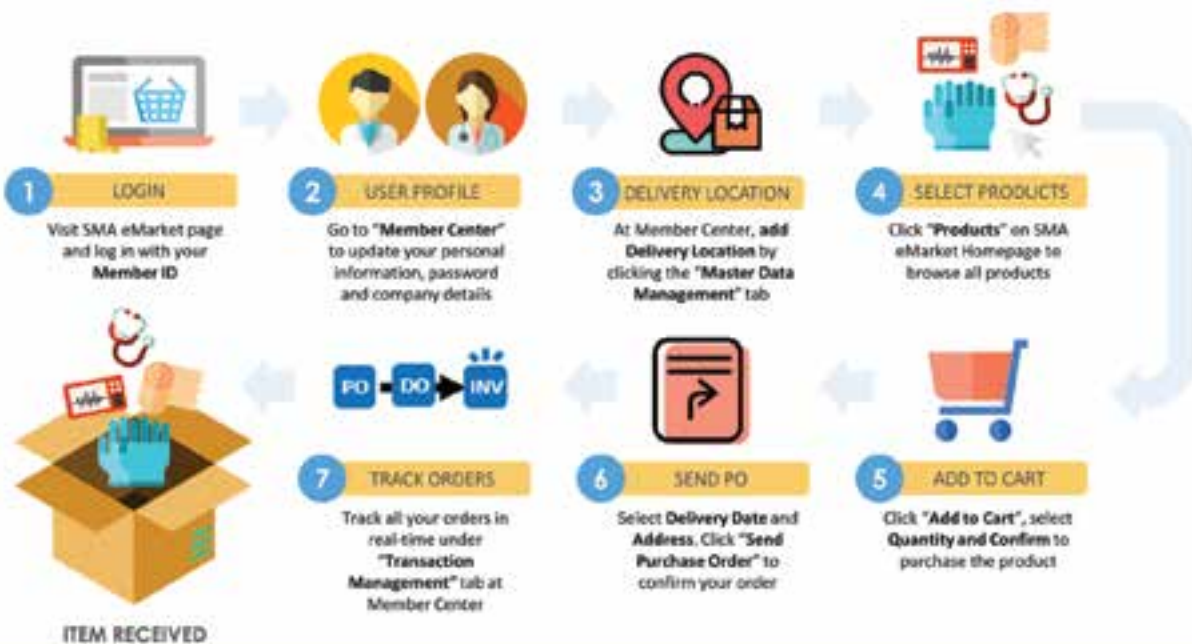 1
LOGIN
Visit SMA eMarket page
and log in with your
Member ID
2
USER PROFILE
Go to "Member Center"
to update your personal
information, password
and company details
3
DELIVERY LOCATION
At Member Center, add
Delivery Location by
clicking the "Master Data
Management" tab
4
SELECT PRODUCTS
Click "Products" on SMA
eMarket Homepage to
browse all products
5
ADD TO CART
Click "Add to Cart", select
Quantity and Confirm to
purchase the product
6
SEND PO
Select Delivery Date and
Address. Click "Send
Purchase Order" to
confirm your order
PO DO INV
7
TRACK ORDERS
Track all your orders in
real-time under
"Transaction
Management" tab at
Member Center
ITEM RECEIVED